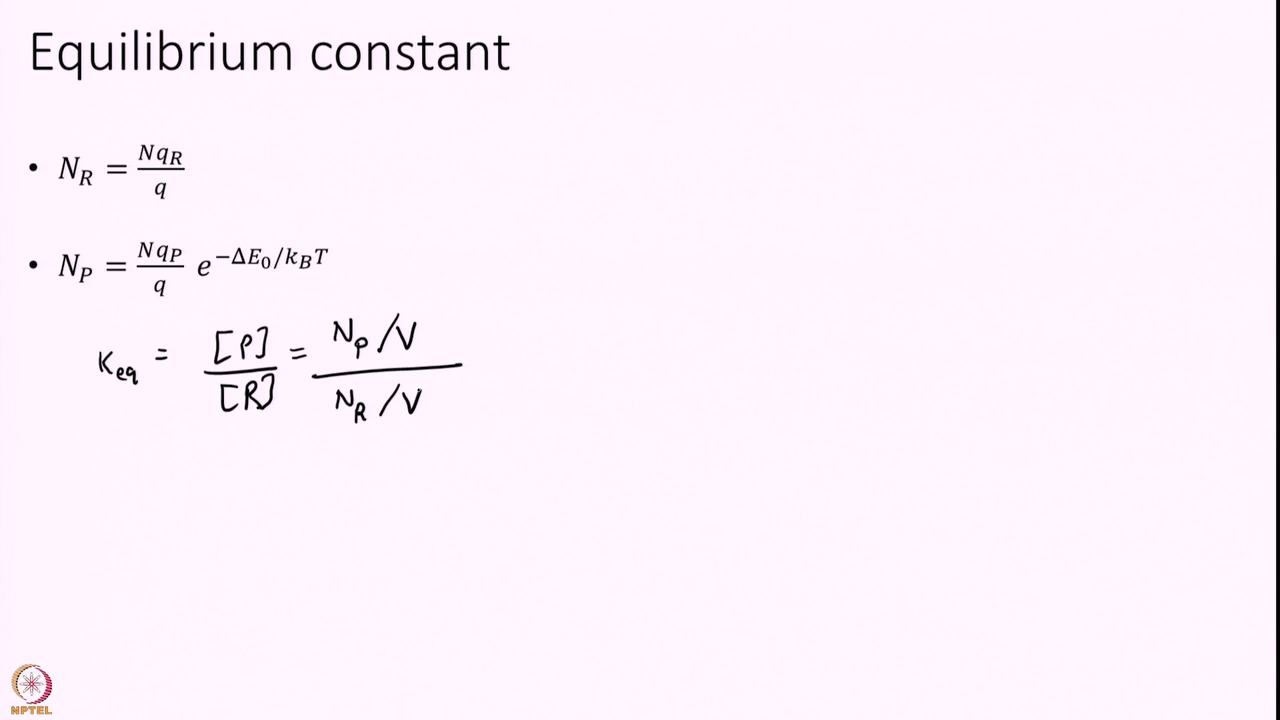 Equilibrium constant
• N_R = Nq_R / q
• N_P = Nq_P / q e^{-ΔE_0/k_BT}
K_eq = [P] / [R] = N_P/V / N_R/V
NPTEL